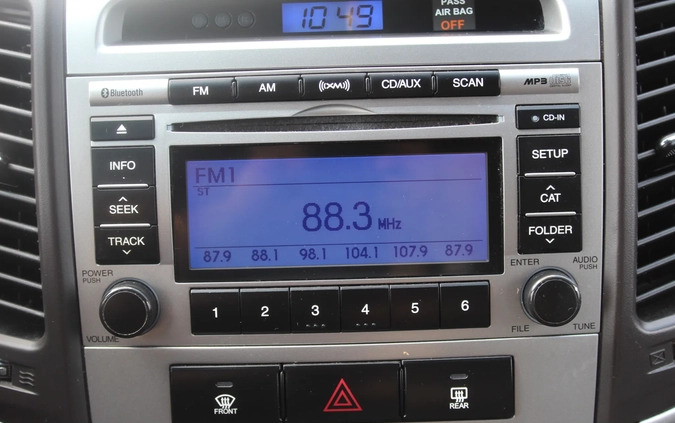 10:49
PASS
AIR BAG
OFF
Bluetooth
FM AM ((XM)) CD/AUX SCAN
MP3
CD-IN
INFO
SEEK
TRACK
FM1
ST
88.3 MHz
87.9 88.1 98.1 104.1 107.9 87.9
SETUP
CAT
FOLDER
POWER
PUSH
VOLUME
1 2 3 4 5 6
ENTER
AUDIO
PUSH
FILE
TUNE
FRONT
REAR